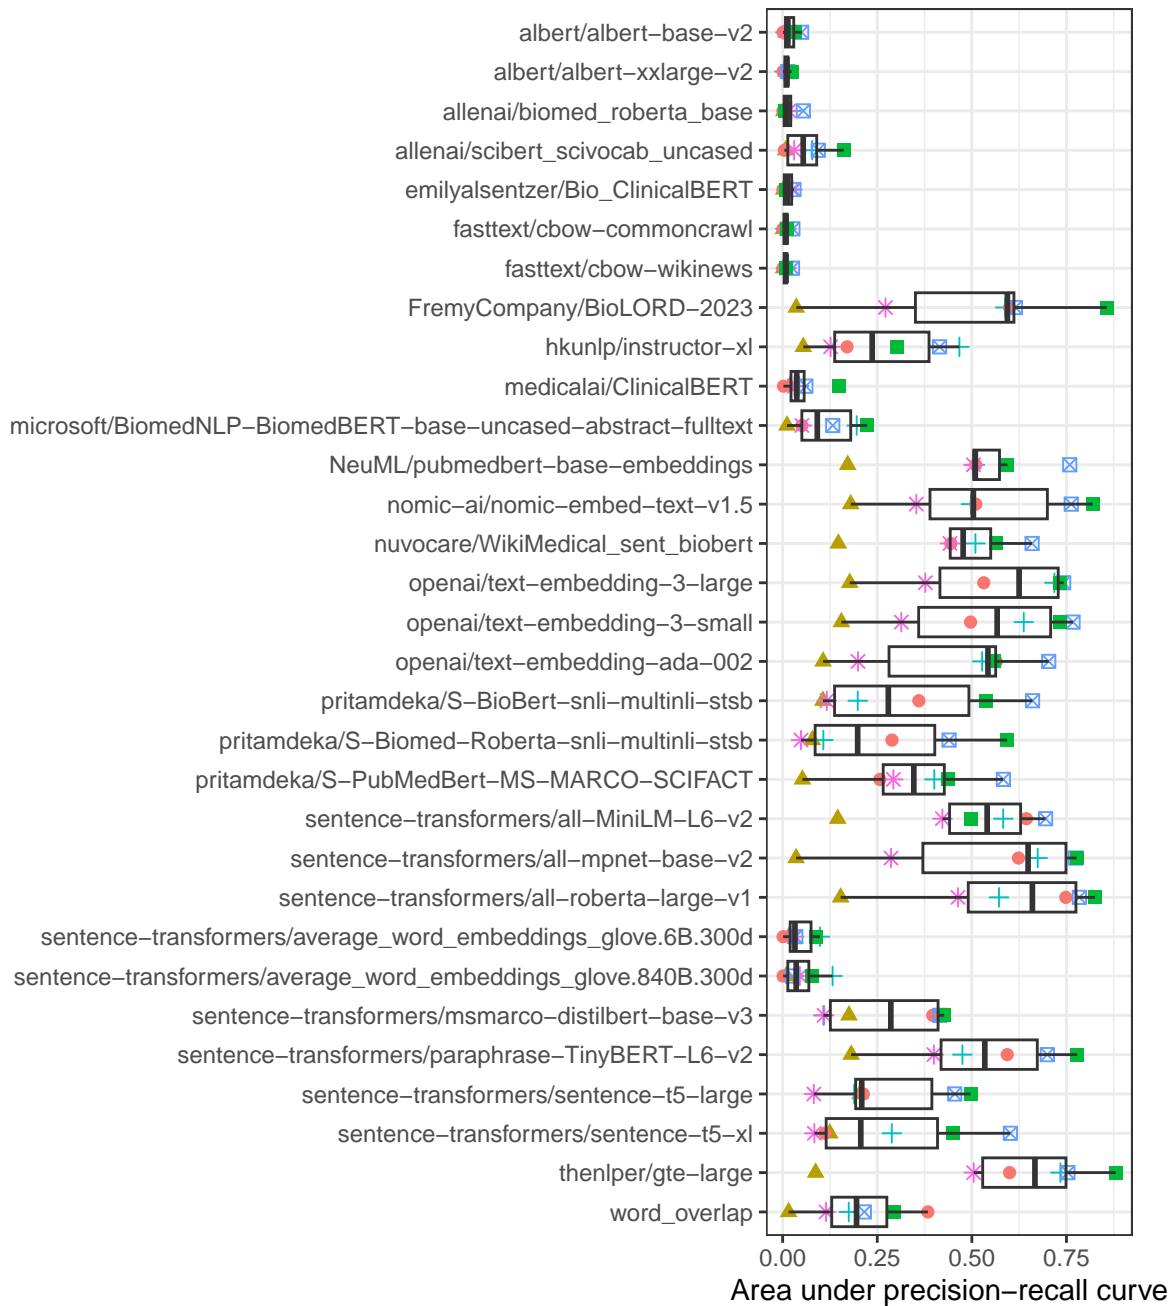 albert/albert−base−v2
albert/albert−xxlarge−v2
allenai/biomed_roberta_base
allenai/scibert_scivocab_uncased
emilyalsentzer/Bio_ClinicalBERT
fasttext/cbow−commoncrawl
fasttext/cbow−wikinews
FremyCompany/BioLORD−2023
hkunlp/instructor−xl
medicalai/ClinicalBERT
microsoft/BiomedNLP−BiomedBERT−base−uncased−abstract−fulltext
NeuML/pubmedbert−base−embeddings
nomic−ai/nomic−embed−text−v1.5
nuvocare/WikiMedical_sent_biobert
openai/text−embedding−3−large
openai/text−embedding−3−small
openai/text−embedding−ada−002
pritamdeka/S−BioBert−snli−multinli−stsb
pritamdeka/S−Biomed−Roberta−snli−multinli−stsb
pritamdeka/S−PubMedBert−MS−MARCO−SCIFACT
sentence−transformers/all−MiniLM−L6−v2
sentence−transformers/all−mpnet−base−v2
sentence−transformers/all−roberta−large−v1
sentence−transformers/average_word_embeddings_glove.6B.300d
sentence−transformers/average_word_embeddings_glove.840B.300d
sentence−transformers/msmarco−distilbert−base−v3
sentence−transformers/paraphrase−TinyBERT−L6−v2
sentence−transformers/sentence−t5−large
sentence−transformers/sentence−t5−xl
thenlper/gte−large
word_overlap
0.00 0.25 0.50 0.75
Area under precision−recall curve